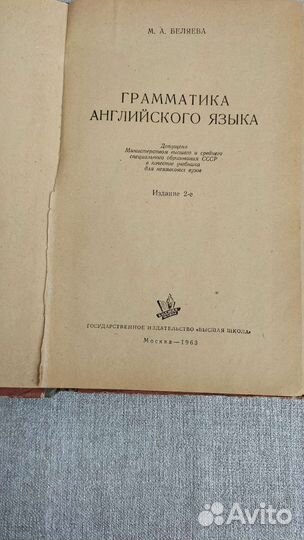 М. А. БЕЛЯЕВА
ГРАММАТИКА
АНГЛИЙСКОГО ЯЗЫКА
Допущена
Министерством высшего и среднего
специального образования СССР
в качестве учебника
для неязыковых вузов
Издание 2-е
ГОСУДАРСТВЕННОЕ ИЗДАТЕЛЬСТВО «ВЫСШАЯ ШКОЛА»
Москва — 1963
Avito